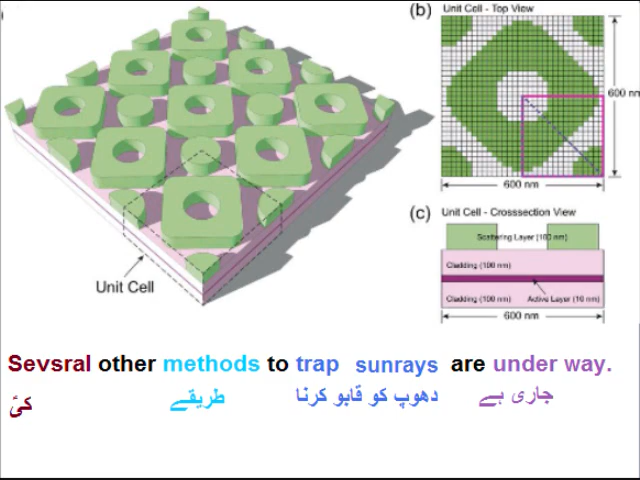 (b) Unit Cell - Top View
600 nm
600 nm
Unit Cell
(c) Unit Cell - Crosssection View
Scattering Layer (100 nm)
Cladding (100 nm)
Cladding (100 nm) Active Layer (10 nm)
600 nm
Sevsral other methods to trap sunrays are under way.
کئ طریقے دھوپ کو قابو کرنا جاری ہے